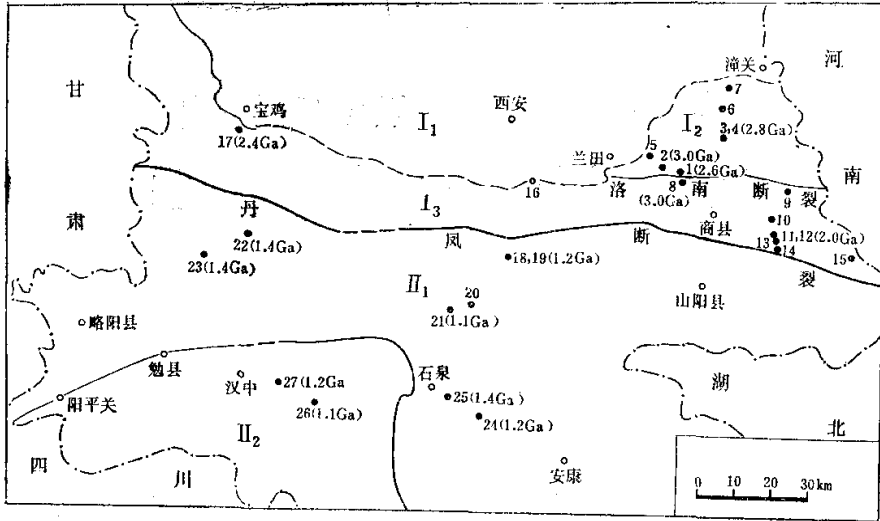 甘
肃
宝鸡
17(2.4Ga)
I₁
西安
潼关
河
南
7
6
I₂
3,4(2.8Ga)
兰田
5
2(3.0Ga)
1(2.6Ga)
洛南断裂
8
(3.0Ga)
16
I₃
商县
9
10
11,12(2.0Ga)
13
14
15
丹凤断裂
22(1.4Ga)
23(1.4Ga)
18,19(1.2Ga)
II₁
20
21(1.1Ga)
山阳县
略阳县
勉县
阳平关
汉中
27(1.2Ga
26(1.1Ga)
石泉
25(1.4Ga)
24(1.2Ga)
II₂
安康
湖
北
四
川
0 10 20 30km